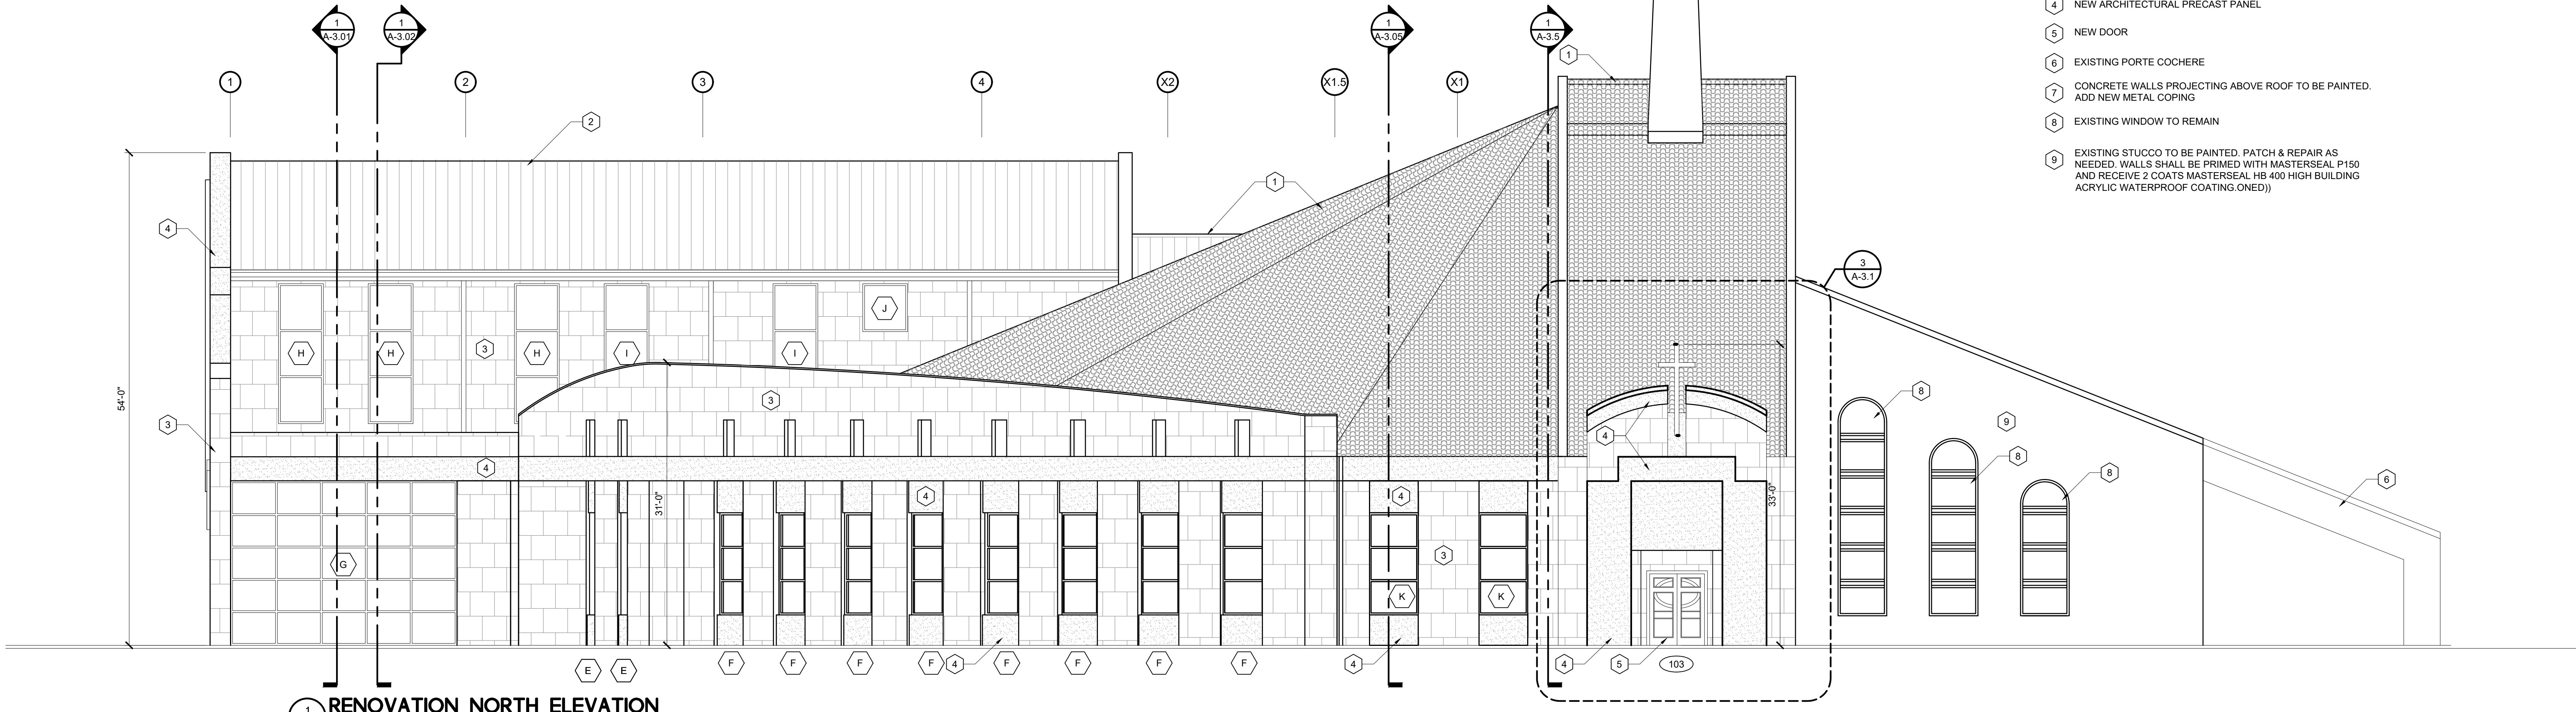 1
A-3.01
1
A-3.02
1
A-3.05
1
A-3.5
1
2
3
4
X2
X1.5
X1
1
2
1
4
3
54'-0"
H
H
H
I
I
J
3
3
4
4
4
4
3
G
31'-0"
K
K
33'-0"
3
A-3.1
8
9
8
8
6
E
E
F
F
F
F
4
F
F
F
F
4
4
5
103
4 NEW ARCHITECTURAL PRECAST PANEL
5 NEW DOOR
6 EXISTING PORTE COCHERE
7 CONCRETE WALLS PROJECTING ABOVE ROOF TO BE PAINTED.
ADD NEW METAL COPING
8 EXISTING WINDOW TO REMAIN
9 EXISTING STUCCO TO BE PAINTED. PATCH & REPAIR AS
NEEDED. WALLS SHALL BE PRIMED WITH MASTERSEAL P150
AND RECEIVE 2 COATS MASTERSEAL HB 400 HIGH BUILDING
ACRYLIC WATERPROOF COATING.ONED))
1 RENOVATION NORTH ELEVATION